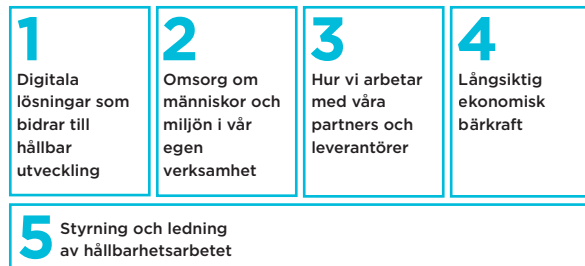 1
Digitala
lösningar som
bidrar till
hållbar
utveckling
2
Omsorg om
människor och
miljön i vår
egen
verksamhet
3
Hur vi arbetar
med våra
partners och
leverantörer
4
Långsiktig
ekonomisk
bärkraft
5
Styrning och ledning
av hållbarhetsarbetet